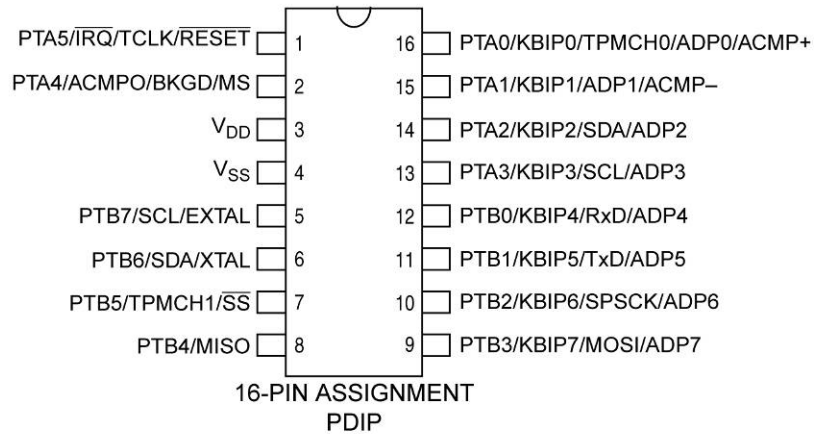 PTA5/IRQ/TCLK/RESET 1 16 PTA0/KBIP0/TPMCH0/ADP0/ACMP+
PTA4/ACMPO/BKGD/MS 2 15 PTA1/KBIP1/ADP1/ACMP–
VDD 3 14 PTA2/KBIP2/SDA/ADP2
VSS 4 13 PTA3/KBIP3/SCL/ADP3
PTB7/SCL/EXTAL 5 12 PTB0/KBIP4/RxD/ADP4
PTB6/SDA/XTAL 6 11 PTB1/KBIP5/TxD/ADP5
PTB5/TPMCH1/SS 7 10 PTB2/KBIP6/SPSCK/ADP6
PTB4/MISO 8 9 PTB3/KBIP7/MOSI/ADP7
16-PIN ASSIGNMENT
PDIP